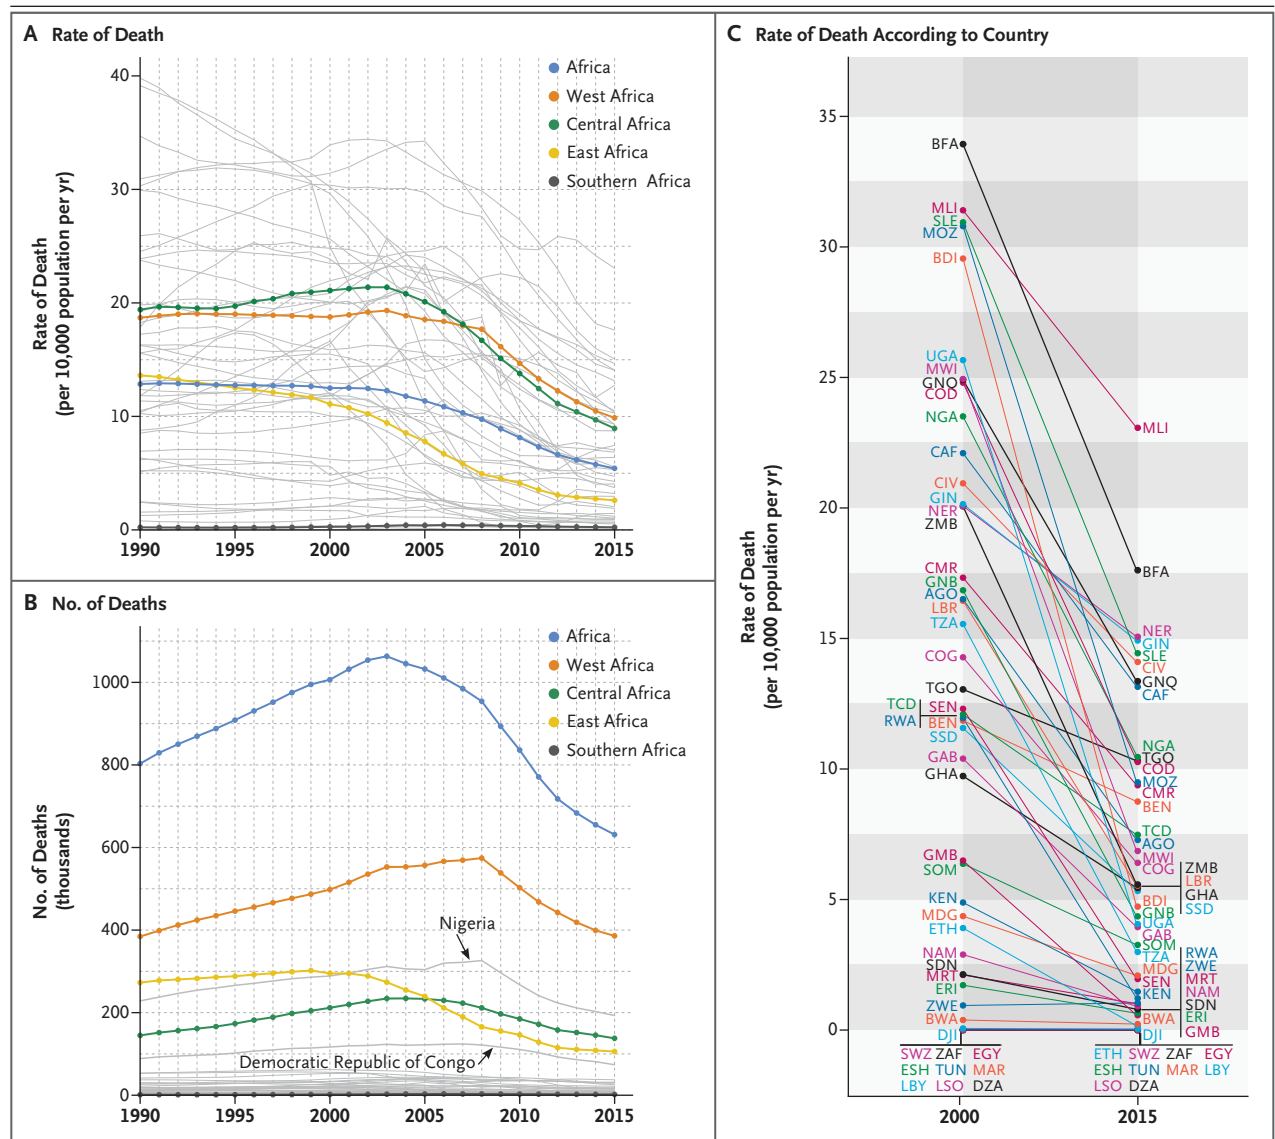 A Rate of Death
40
30
20
10
0
Rate of Death
(per 10,000 population per yr)
Africa
West Africa
Central Africa
East Africa
Southern Africa
1990 1995 2000 2005 2010 2015
B No. of Deaths
1000
800
600
400
200
0
No. of Deaths
(thousands)
Africa
West Africa
Central Africa
East Africa
Southern Africa
Nigeria
Democratic Republic of Congo
1990 1995 2000 2005 2010 2015
C Rate of Death According to Country
35
30
25
20
15
10
5
0
Rate of Death
(per 10,000 population per yr)
BFA
MLI
SLE
MOZ
BDI
UGA
MWI
GNQ
COD
NGA
CAF
CIV
GIN
NER
ZMB
CMR
GNB
AGO
LBR
TZA
COG
TGO
TCD
SEN
RWA
BEN
SSD
GAB
GHA
GMB
SOM
KEN
MDG
ETH
NAM
SDN
MRT
ERI
ZWE
BWA
DJI
SWZ ZAF EGY
ESH TUN MAR
LBY LSO DZA
2000
MLI
BFA
NER
GIN
SLE
CIV
GNQ
CAF
NGA
TGO
COD
MOZ
CMR
BEN
TCD
AGO
MWI
COG
ZMB
LBR
GHA
SSD
BDI
GNB
UGA
GAB
SOM
TZA
MDG
SEN
KEN
RWA
ZWE
MRT
NAM
SDN
ERI
GMB
BWA
DJI
ETH SWZ ZAF EGY
ESH TUN MAR LBY
LSO DZA
2015